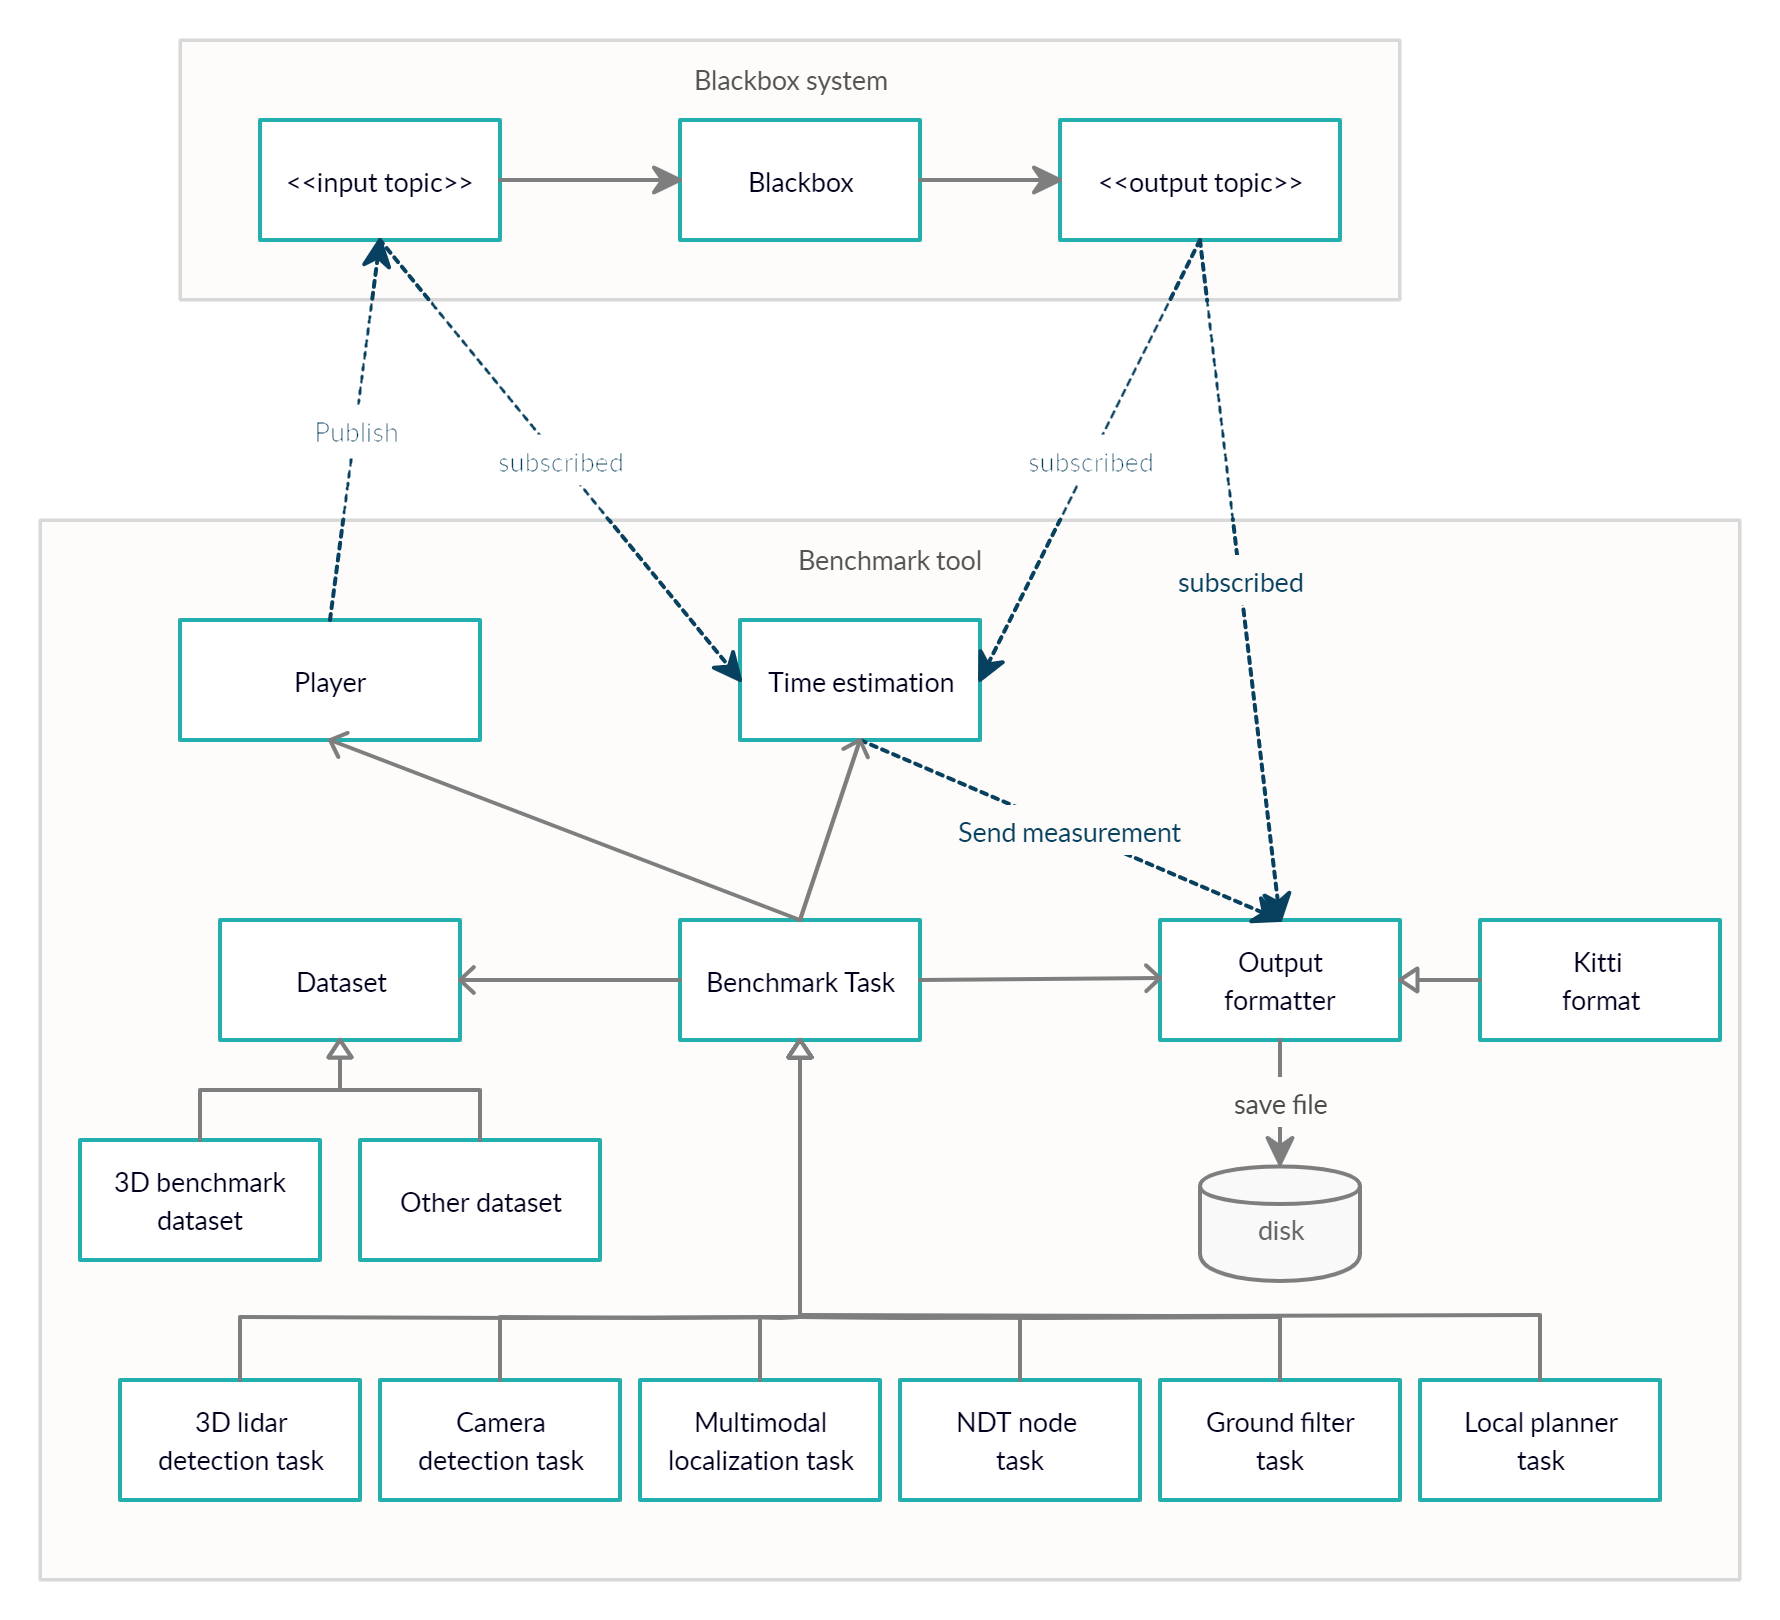 Blackbox system
<<input topic>>
Blackbox
<<output topic>>
Publish
subscribed
subscribed
Benchmark tool
subscribed
Player
Time estimation
Send measurement
Dataset
Benchmark Task
Output
formatter
Kitti
format
save file
3D benchmark
dataset
Other dataset
disk
3D lidar
detection task
Camera
detection task
Multimodal
localization task
NDT node
task
Ground filter
task
Local planner
task